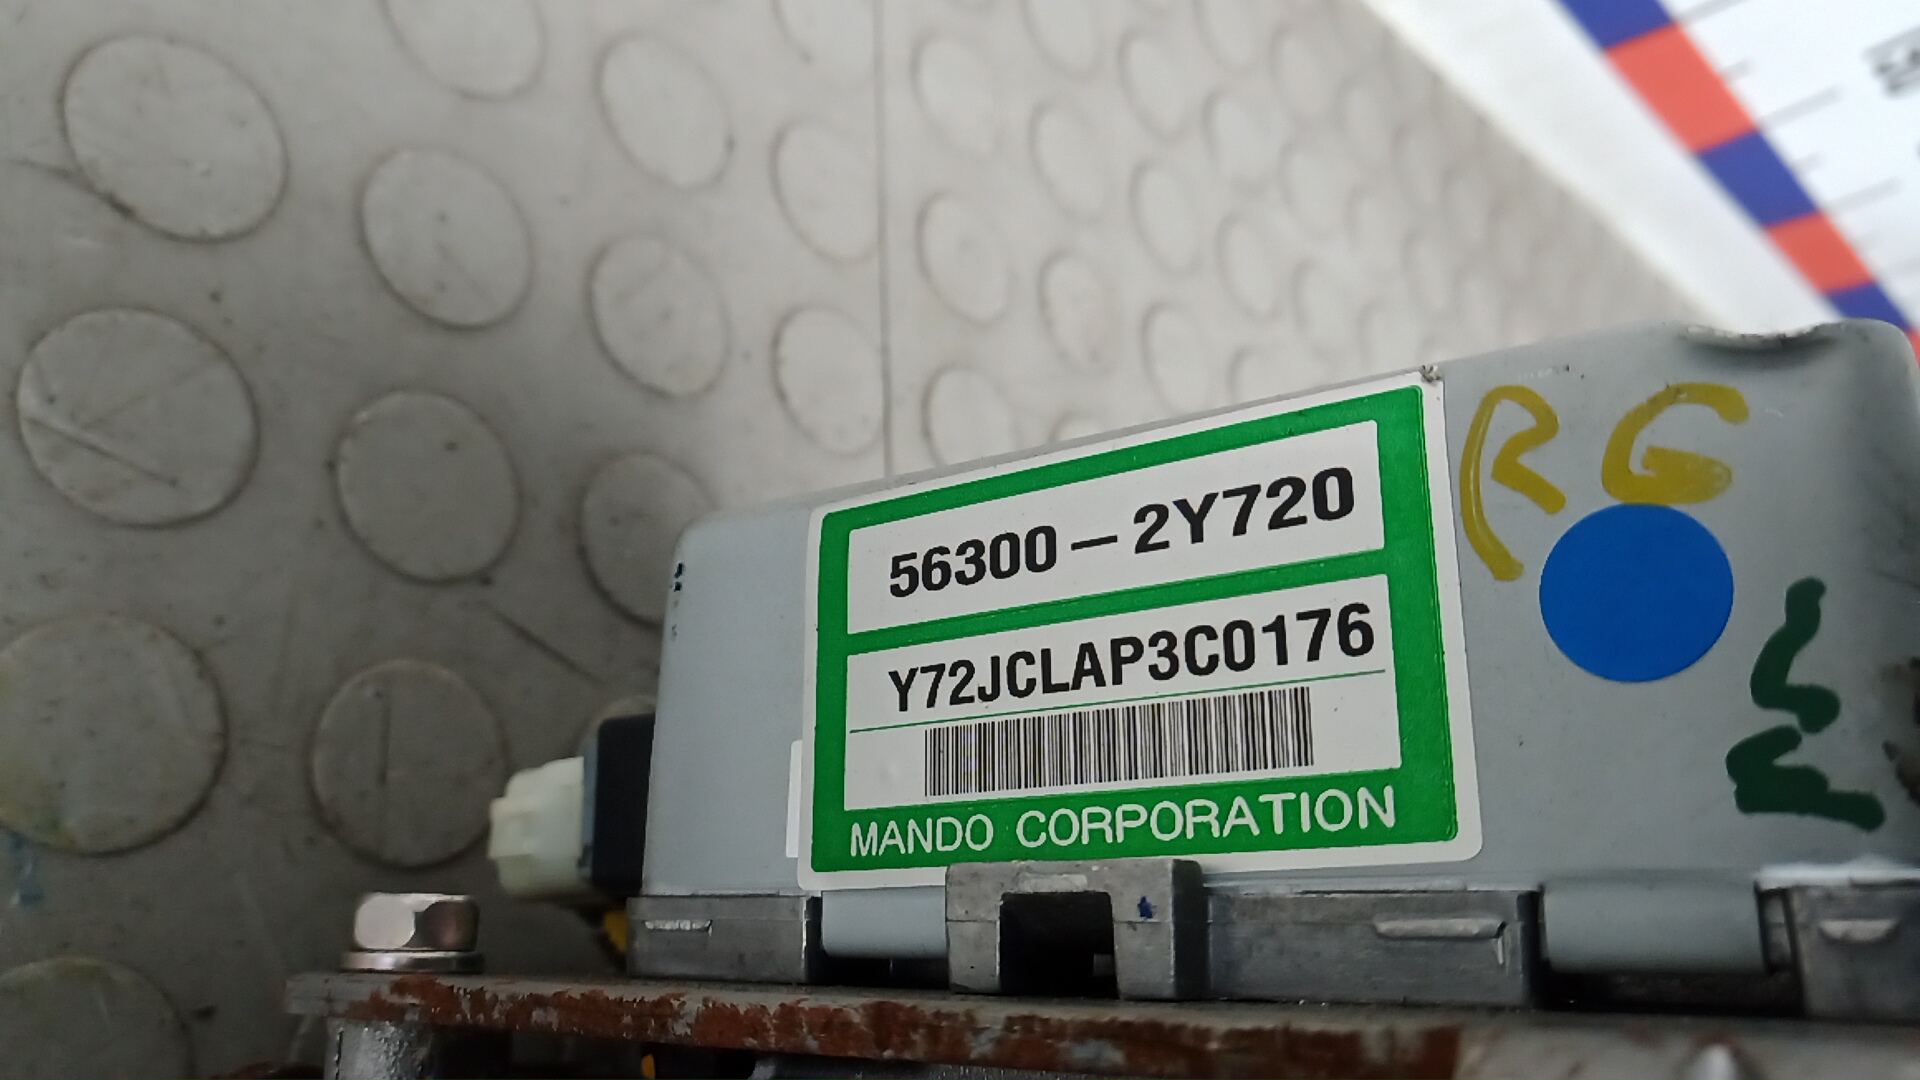 56300-2Y720
Y72JCLAP3C0176
MANDO CORPORATION
RG